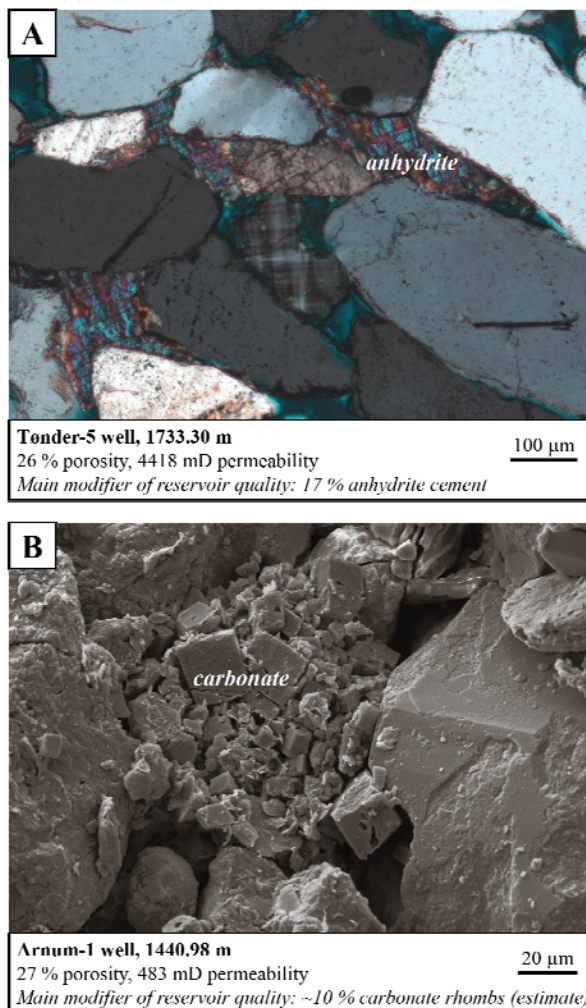 A
anhydrite
Tønder-5 well, 1733.30 m
26 % porosity, 4418 mD permeability
Main modifier of reservoir quality: 17 % anhydrite cement
100 µm
B
carbonate
Arnum-1 well, 1440,98 m
27 % porosity, 483 mD permeability
Main modifier of reservoir quality: ~10 % carbonate rhombs (estimate)
20 µm